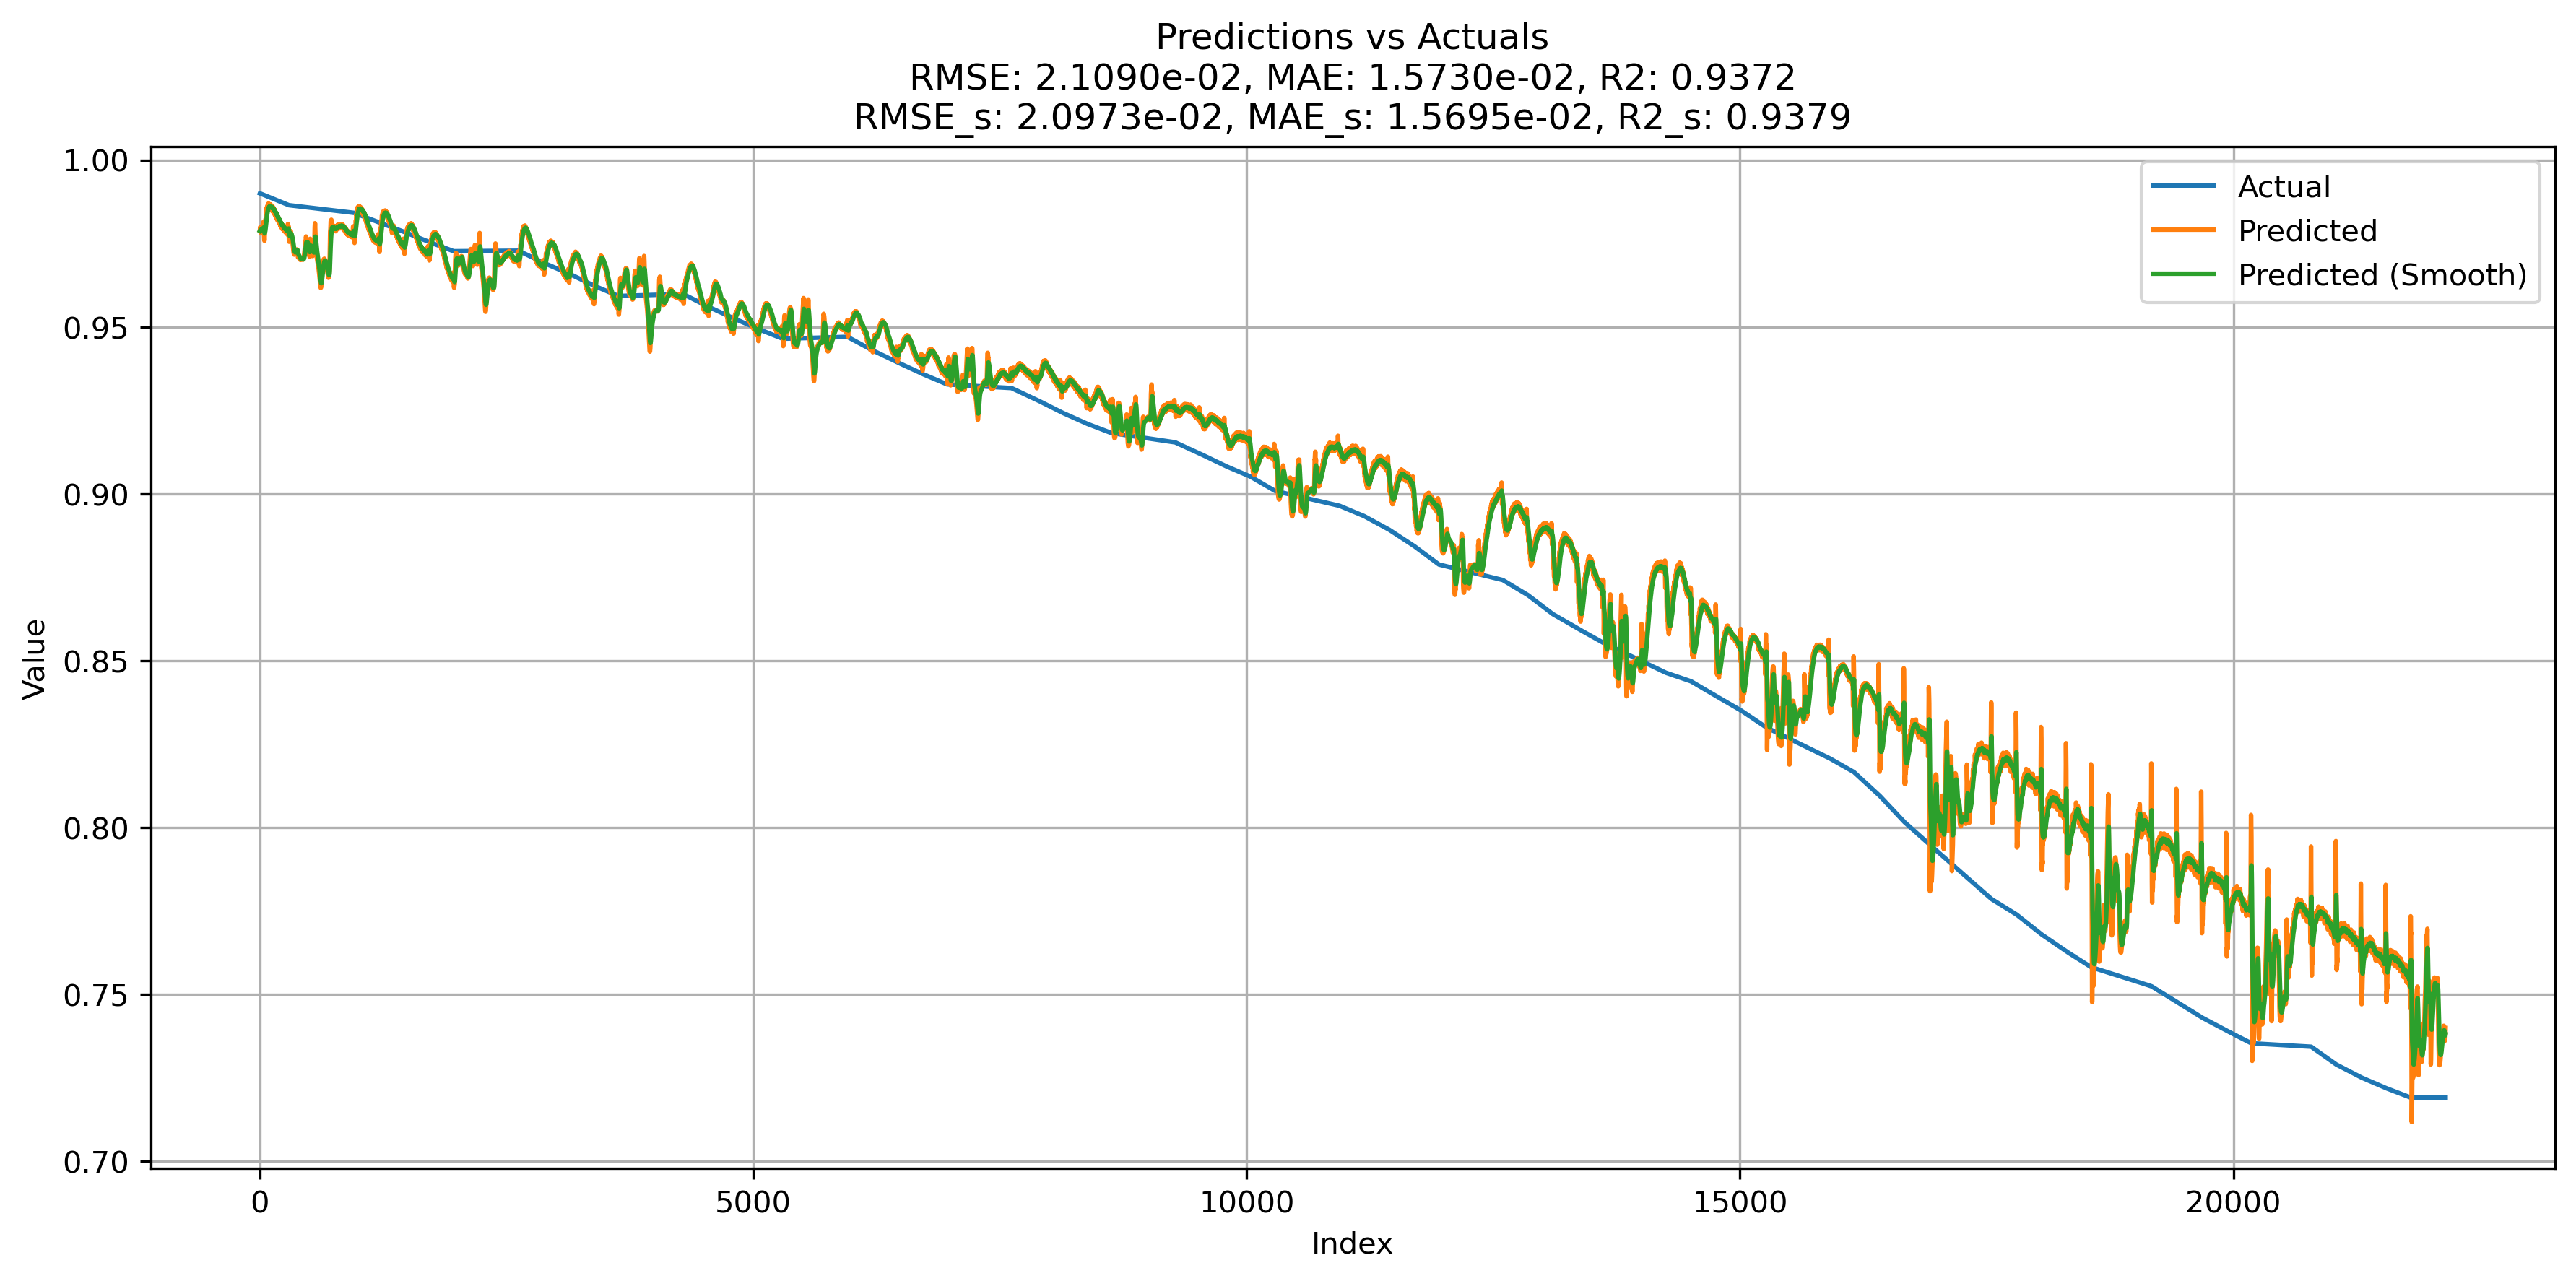 Predictions vs Actuals
RMSE: 2.1090e-02, MAE: 1.5730e-02, R2: 0.9372
RMSE_s: 2.0973e-02, MAE_s: 1.5695e-02, R2_s: 0.9379
Actual
Predicted
Predicted (Smooth)
Value
1.00
0.95
0.90
0.85
0.80
0.75
0.70
0
5000
10000
15000
20000
Index